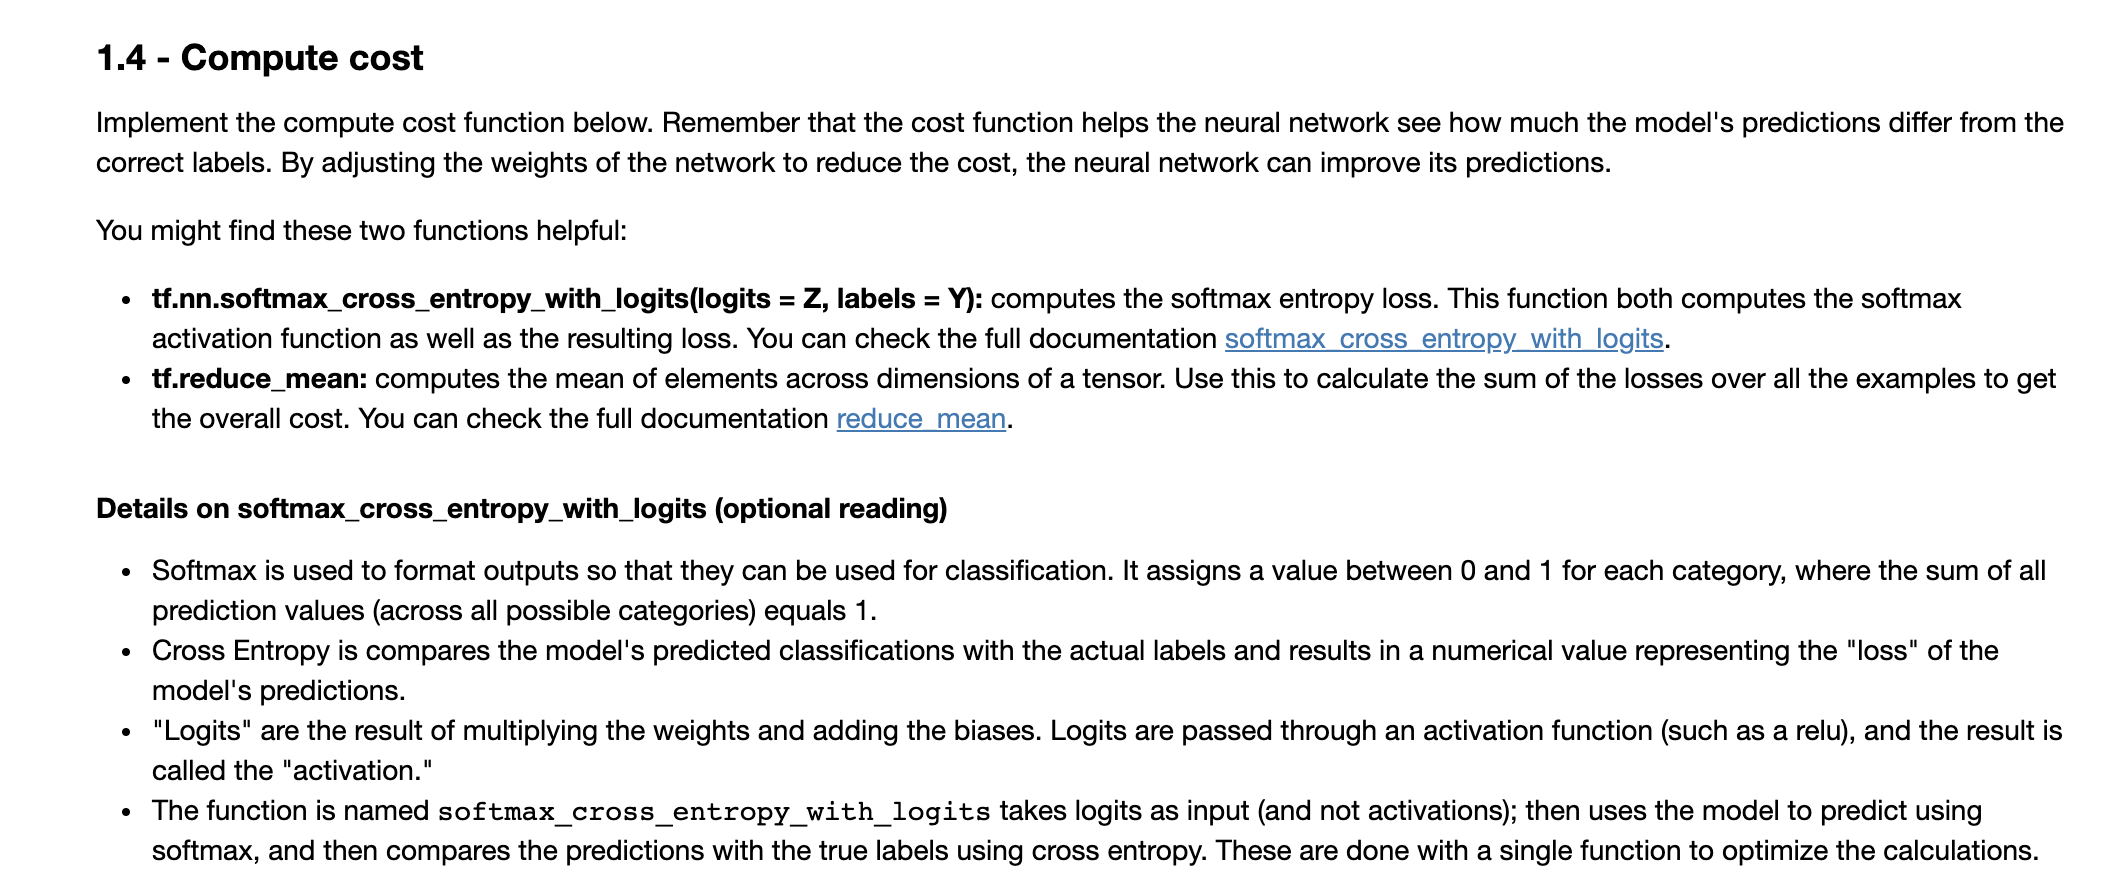 1.4 - Compute cost
Implement the compute cost function below. Remember that the cost function helps the neural network see how much the model's predictions differ from the
correct labels. By adjusting the weights of the network to reduce the cost, the neural network can improve its predictions.
You might find these two functions helpful:
• tf.nn.softmax_cross_entropy_with_logits(logits = Z, labels = Y): computes the softmax entropy loss. This function both computes the softmax
activation function as well as the resulting loss. You can check the full documentation softmax_cross_entropy_with_logits.
• tf.reduce_mean: computes the mean of elements across dimensions of a tensor. Use this to calculate the sum of the losses over all the examples to get
the overall cost. You can check the full documentation reduce_mean.
Details on softmax_cross_entropy_with_logits (optional reading)
• Softmax is used to format outputs so that they can be used for classification. It assigns a value between 0 and 1 for each category, where the sum of all
prediction values (across all possible categories) equals 1.
• Cross Entropy is compares the model's predicted classifications with the actual labels and results in a numerical value representing the "loss" of the
model's predictions.
• "Logits" are the result of multiplying the weights and adding the biases. Logits are passed through an activation function (such as a relu), and the result is
called the "activation."
• The function is named softmax_cross_entropy_with_logits takes logits as input (and not activations); then uses the model to predict using
softmax, and then compares the predictions with the true labels using cross entropy. These are done with a single function to optimize the calculations.